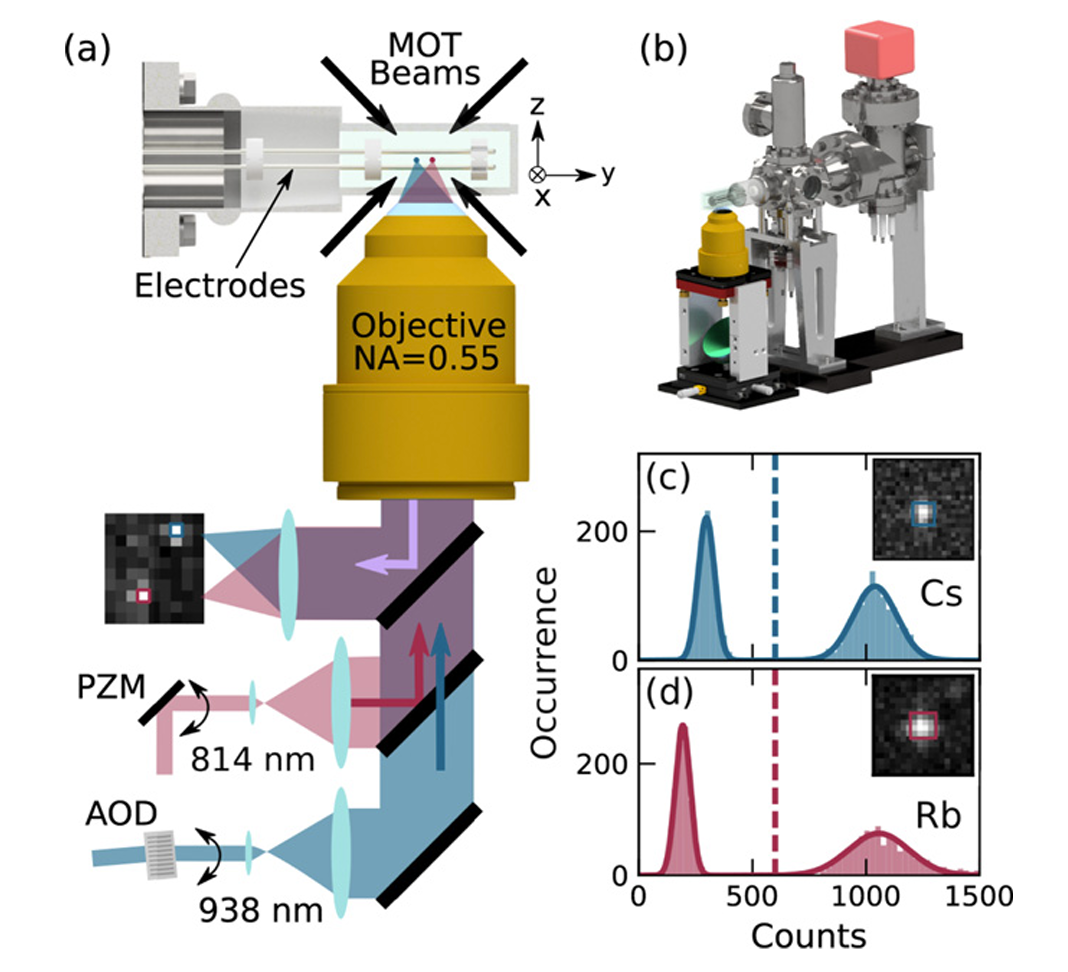 (a)
MOT
Beams
z
y
x
Electrodes
Objective
NA=0.55
PZM
814 nm
AOD
938 nm
(b)
(c)
200
0
Cs
(d)
200
0
Rb
Occurrence
0 500 1000 1500
Counts